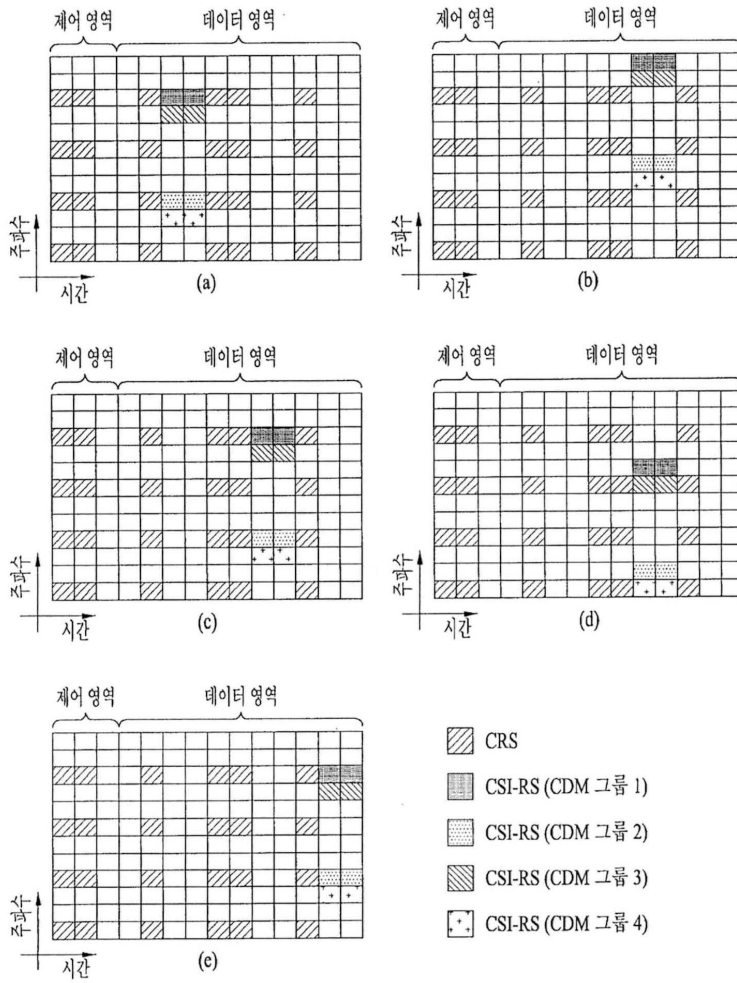 제어 영역 데이터 영역
주파수
시간
(a)
제어 영역 데이터 영역
주파수
시간
(b)
제어 영역 데이터 영역
주파수
시간
(c)
제어 영역 데이터 영역
주파수
시간
(d)
제어 영역 데이터 영역
주파수
시간
(e)
CRS
CSI-RS (CDM 그룹 1)
CSI-RS (CDM 그룹 2)
CSI-RS (CDM 그룹 3)
CSI-RS (CDM 그룹 4)